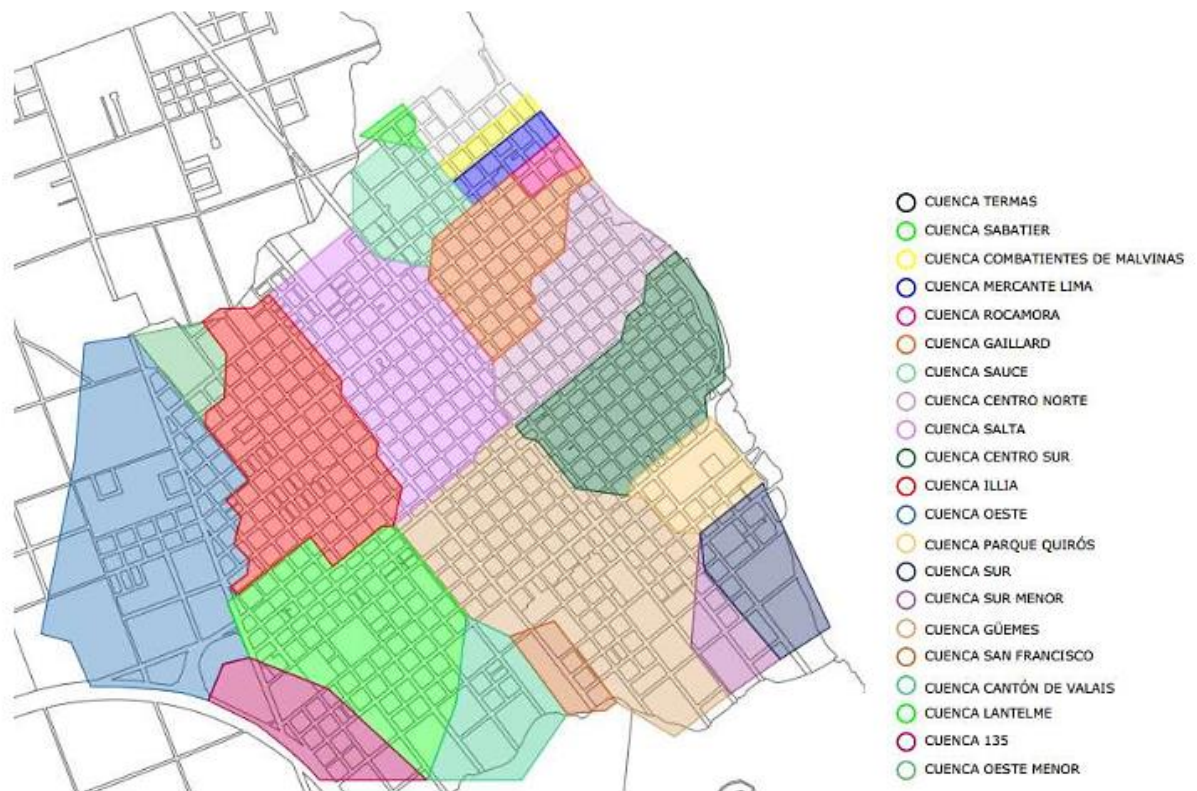 CUENCA TERMAS
CUENCA SABATIER
CUENCA COMBATIENTES DE MALVINAS
CUENCA MERCANTE LIMA
CUENCA ROCAMORA
CUENCA GAILLARD
CUENCA SAUCE
CUENCA CENTRO NORTE
CUENCA SALTA
CUENCA CENTRO SUR
CUENCA ILLIA
CUENCA OESTE
CUENCA PARQUE QUIRÓS
CUENCA SUR
CUENCA SUR MENOR
CUENCA GÜEMES
CUENCA SAN FRANCISCO
CUENCA CANTÓN DE VALAIS
CUENCA LANTELME
CUENCA 135
CUENCA OESTE MENOR